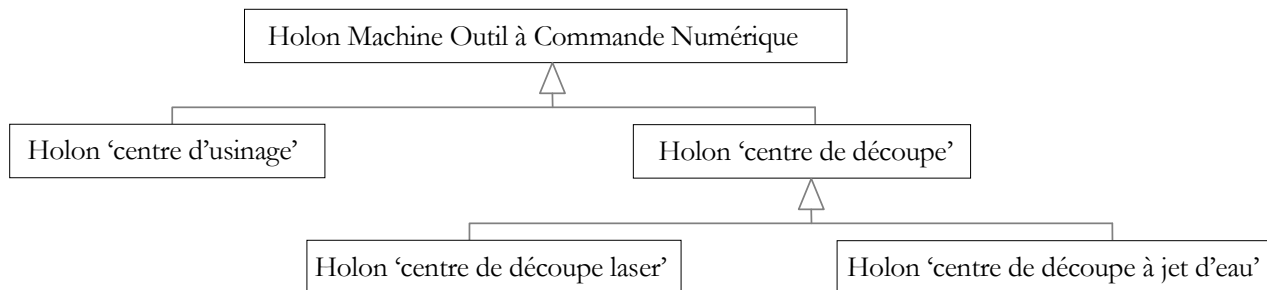 Holon Machine Outil à Commande Numérique
Holon ‘centre d’usinage’
Holon ‘centre de découpe’
Holon ‘centre de découpe laser’
Holon ‘centre de découpe à jet d’eau’